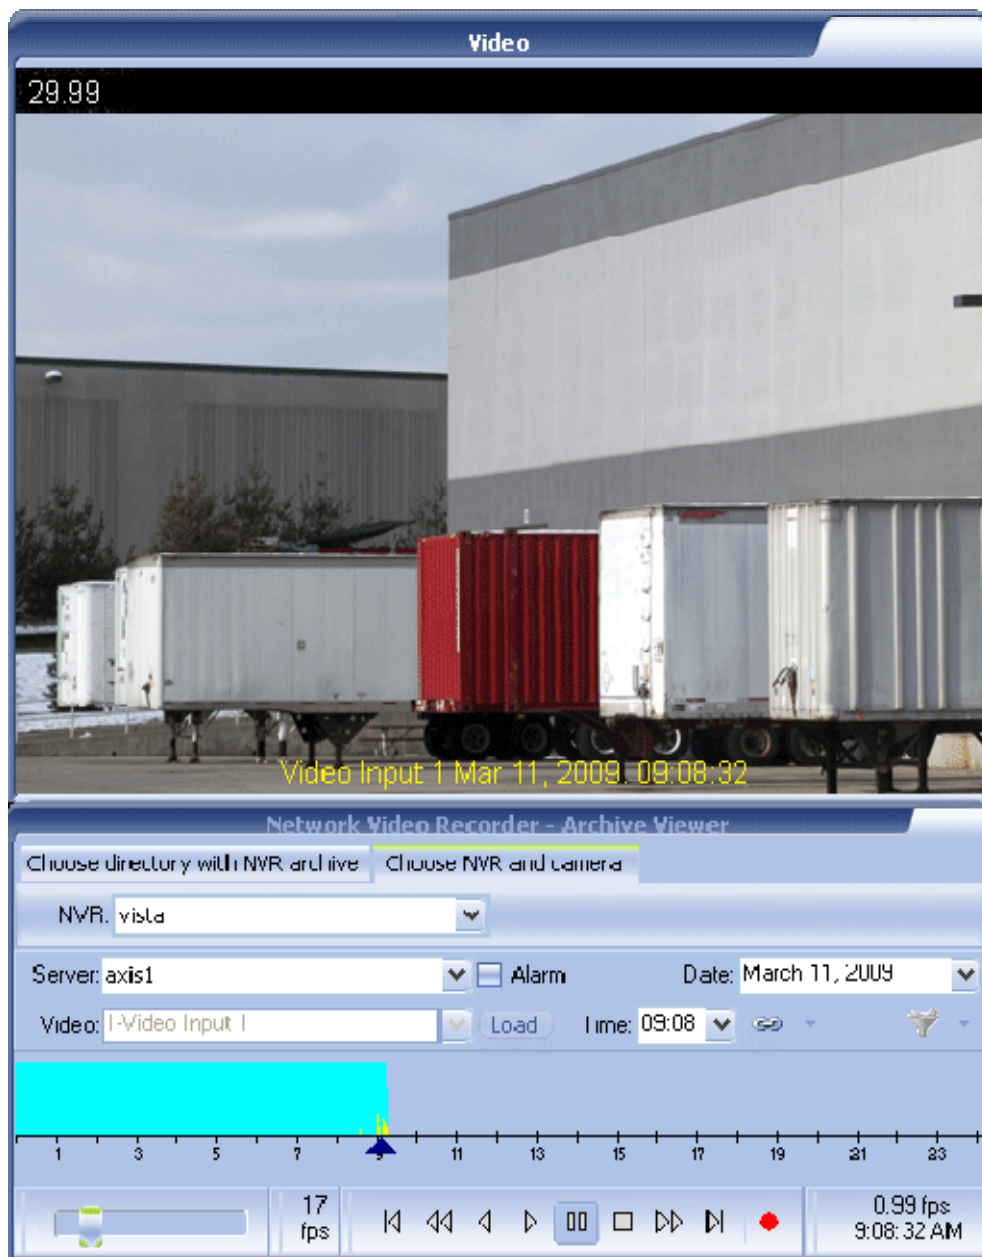 Video
29.99
Video Input 1 Mar 11, 2009. 09:08:32
Network Video Recorder - Archive Viewer
Choose directory with NVR archive Choose NVR and camera
NVR: vista
Server: axis1 Alarm Date: March 11, 2009
Video: 1-Video Input 1 Load Time: 09:08
1 3 5 7 9 11 13 15 17 19 21 23
17 fps
0.99 fps
9:08:32 AM